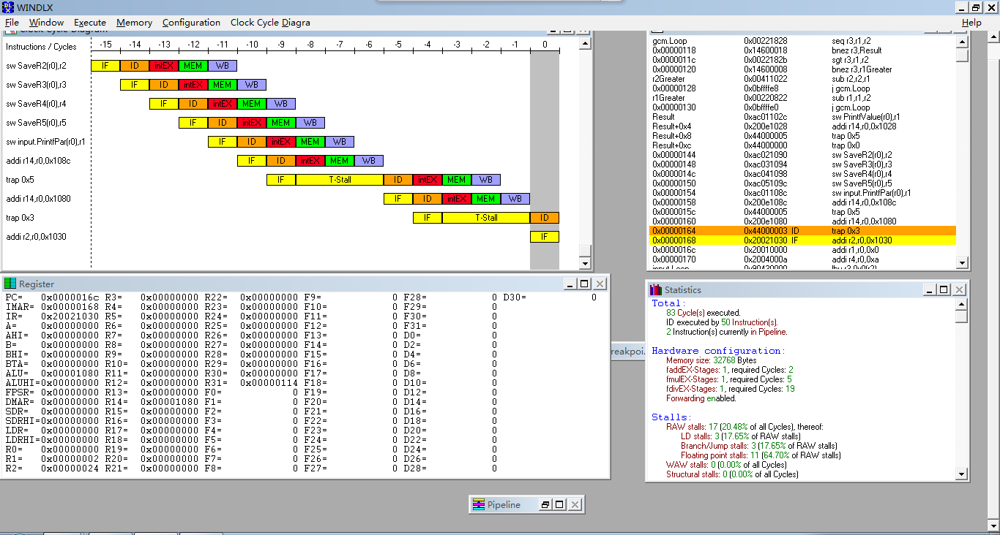 WINDLX
File Window Execute Memory Configuration Clock Cycle Diagra Help
Clock Cycle Diagram
Instructions / Cycles -15 -14 -13 -12 -11 -10 -9 -8 -7 -6 -5 -4 -3 -2 -1 0
sw SaveR2(r0),r2 IF ID intEX MEM WB
sw SaveR3(r0),r3 IF ID intEX MEM WB
sw SaveR4(r0),r4 IF ID intEX MEM WB
sw SaveR5(r0),r5 IF ID intEX MEM WB
sw input.PrintfPar(r0),r1 IF ID intEX MEM WB
addi r14,r0,0x108c IF ID intEX MEM WB
trap 0x5 IF T-Stall ID intEX MEM WB
addi r14,r0,0x1080 IF ID intEX MEM WB
trap 0x3 IF T-Stall ID
addi r2,r0,0x1030 IF
gcm.Loop 0x00221828 seq r3,r1,r2
0x00000118 0x14600018 bnez r3,Result
0x0000011c 0x0022182b sgt r3,r1,r2
0x00000120 0x14600008 bnez r3,r1Greater
r2Greater 0x00411022 sub r2,r2,r1
0x00000128 0x0bffffe8 j gcm.Loop
r1Greater 0x00220822 sub r1,r1,r2
0x00000130 0x0bffffe0 j gcm.Loop
Result 0xac01102c sw PrintValue(r0),r1
Result+0x4 0x200e1028 addi r14,r0,0x1028
Result+0x8 0x44000005 trap 0x5
Result+0xc 0x44000000 trap 0x0
0x00000144 0xac021090 sw SaveR2(r0),r2
0x00000148 0xac031094 sw SaveR3(r0),r3
0x0000014c 0xac041098 sw SaveR4(r0),r4
0x00000150 0xac05109c sw SaveR5(r0),r5
0x00000154 0xac01108c sw input.PrintfPar(r0),r1
0x00000158 0x200e108c addi r14,r0,0x108c
0x0000015c 0x44000005 trap 0x5
0x00000160 0x200e1080 addi r14,r0,0x1080
0x00000164 0x44000003 ID trap 0x3
0x00000168 0x20021030 IF addi r2,r0,0x1030
0x0000016c 0x20010000 addi r1,r0,0x0
0x00000170 0x2004000a addi r4,r0,0xa
input.Loop 0x90430000 lbu r3,0x0(r2)
Register
PC= 0x0000016c R3= 0x00000000 R22= 0x00000000 F9= 0 F28= 0 D30= 0
IMAR= 0x00000168 R4= 0x00000000 R23= 0x00000000 F10= 0 F29= 0
IR= 0x20021030 R5= 0x00000000 R24= 0x00000000 F11= 0 F30= 0
A= 0x00000000 R6= 0x00000000 R25= 0x00000000 F12= 0 F31= 0
AHI= 0x00000000 R7= 0x00000000 R26= 0x00000000 F13= 0 D0= 0
B= 0x00000000 R8= 0x00000000 R27= 0x00000000 F14= 0 D2= 0
BHI= 0x00000000 R9= 0x00000000 R28= 0x00000000 F15= 0 D4= 0
BTA= 0x00000000 R10= 0x00000000 R29= 0x00000000 F16= 0 D6= 0
ALU= 0x00001080 R11= 0x00000000 R30= 0x00000000 F17= 0 D8= 0
ALUHI=0x00000000 R12= 0x00000000 R31= 0x00000114 F18= 0 D10= 0
FPSR= 0x00000000 R13= 0x00000000 F0= 0 F19= 0 D12= 0
DMAR= 0x00000000 R14= 0x00001080 F1= 0 F20= 0 D14= 0
SDR= 0x00000000 R15= 0x00000000 F2= 0 F21= 0 D16= 0
SDRHI=0x00000000 R16= 0x00000000 F3= 0 F22= 0 D18= 0
LDR= 0x00000000 R17= 0x00000000 F4= 0 F23= 0 D20= 0
LDRHI=0x00000000 R18= 0x00000000 F5= 0 F24= 0 D22= 0
R0= 0x00000000 R19= 0x00000000 F6= 0 F25= 0 D24= 0
R1= 0x00000002 R20= 0x00000000 F7= 0 F26= 0 D26= 0
R2= 0x00000024 R21= 0x00000000 F8= 0 F27= 0 D28= 0
reakpoi.
Statistics
Total:
83 Cycle(s) executed.
ID executed by 50 Instruction(s).
2 Instruction(s) currently in Pipeline.
Hardware configuration:
Memory size: 32768 Bytes
faddEX-Stages: 1, required Cycles: 2
fmulEX-Stages: 1, required Cycles: 5
fdivEX-Stages: 1, required Cycles: 19
Forwarding enabled.
Stalls:
RAW stalls: 17 (20.48% of all Cycles), thereof:
LD stalls: 3 (17.65% of RAW stalls)
Branch/Jump stalls: 3 (17.65% of RAW stalls)
Floating point stalls: 11 (64.70% of RAW stalls)
WAW stalls: 0 (0.00% of all Cycles)
Structural stalls: 0 (0.00% of all Cycles)
Pipeline